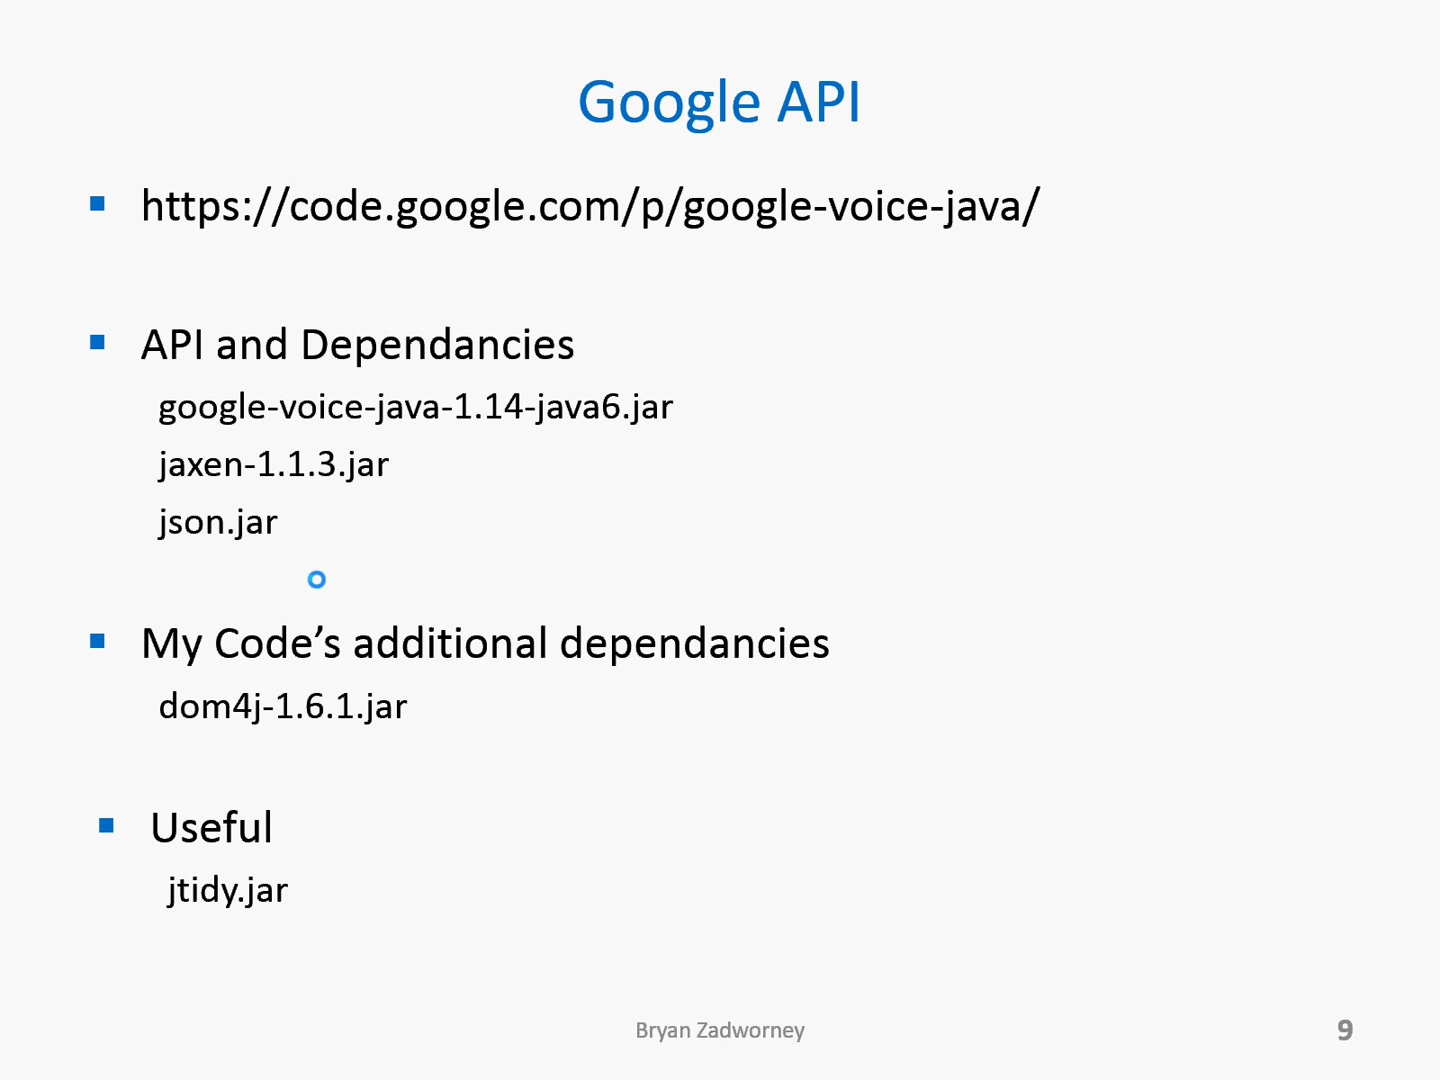 Google API
https://code.google.com/p/google-voice-java/
API and Dependancies
google-voice-java-1.14-java6.jar
jaxen-1.1.3.jar
json.jar
My Code’s additional dependancies
dom4j-1.6.1.jar
Useful
jtidy.jar
Bryan Zadworney
9